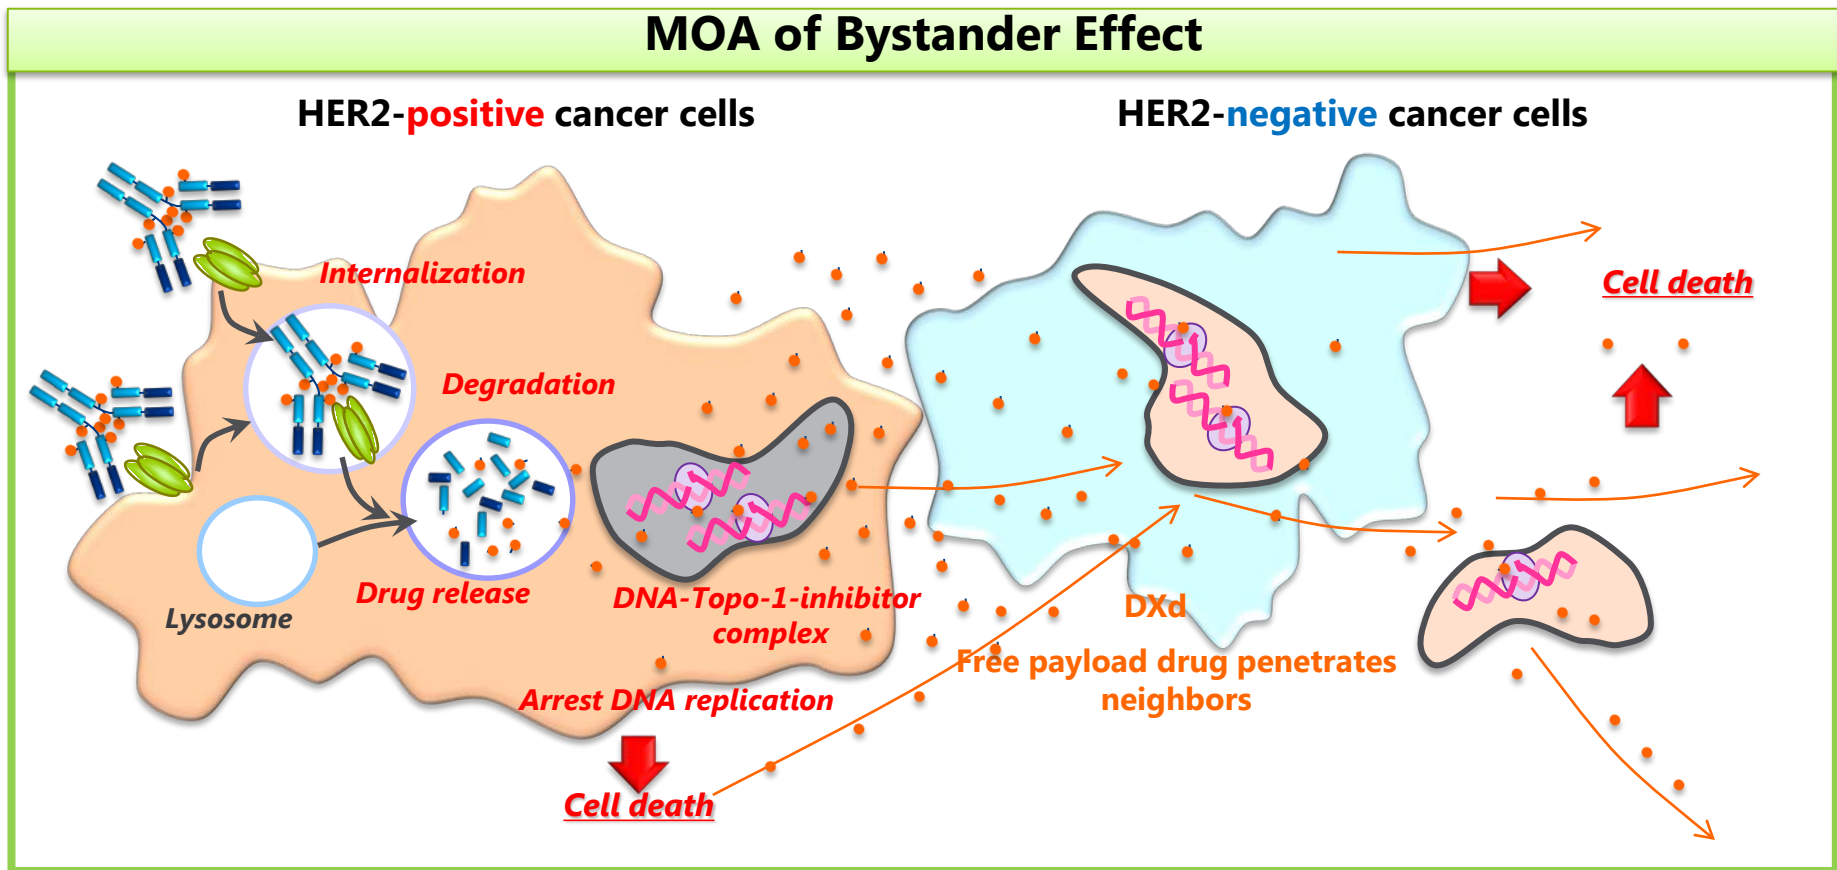 MOA of Bystander Effect
HER2-positive cancer cells
HER2-negative cancer cells
Internalization
Degradation
Drug release
Lysosome
DNA-Topo-1-inhibitor
complex
Arrest DNA replication
Cell death
DXd
Free payload drug penetrates
neighbors
Cell death